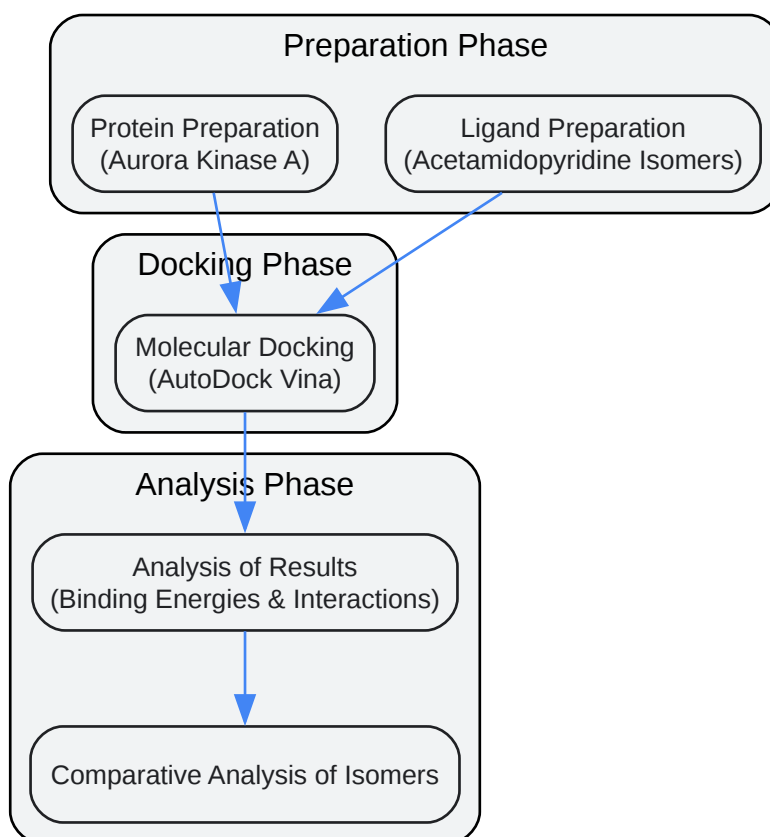 Preparation Phase
Protein Preparation
(Aurora Kinase A)
Ligand Preparation
(Acetamidopyridine Isomers)
Docking Phase
Molecular Docking
(AutoDock Vina)
Analysis Phase
Analysis of Results
(Binding Energies & Interactions)
Comparative Analysis of Isomers